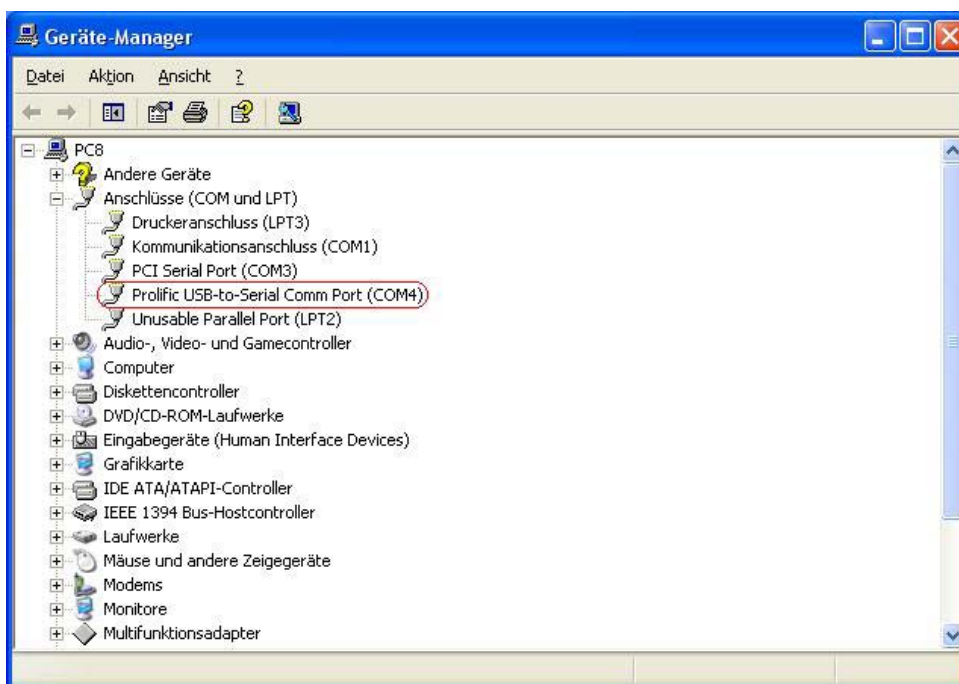 Geräte-Manager
Datei Aktion Ansicht ?
PC8
Andere Geräte
Anschlüsse (COM und LPT)
Druckeranschluss (LPT3)
Kommunikationsanschluss (COM1)
PCI Serial Port (COM3)
Prolific USB-to-Serial Comm Port (COM4)
Unusable Parallel Port (LPT2)
Audio-, Video- und Gamecontroller
Computer
Diskettencontroller
DVD/CD-ROM-Laufwerke
Eingabegeräte (Human Interface Devices)
Grafikkarte
IDE ATA/ATAPI-Controller
IEEE 1394 Bus-Hostcontroller
Laufwerke
Mäuse und andere Zeigegeräte
Modems
Monitore
Multifunktionsadapter